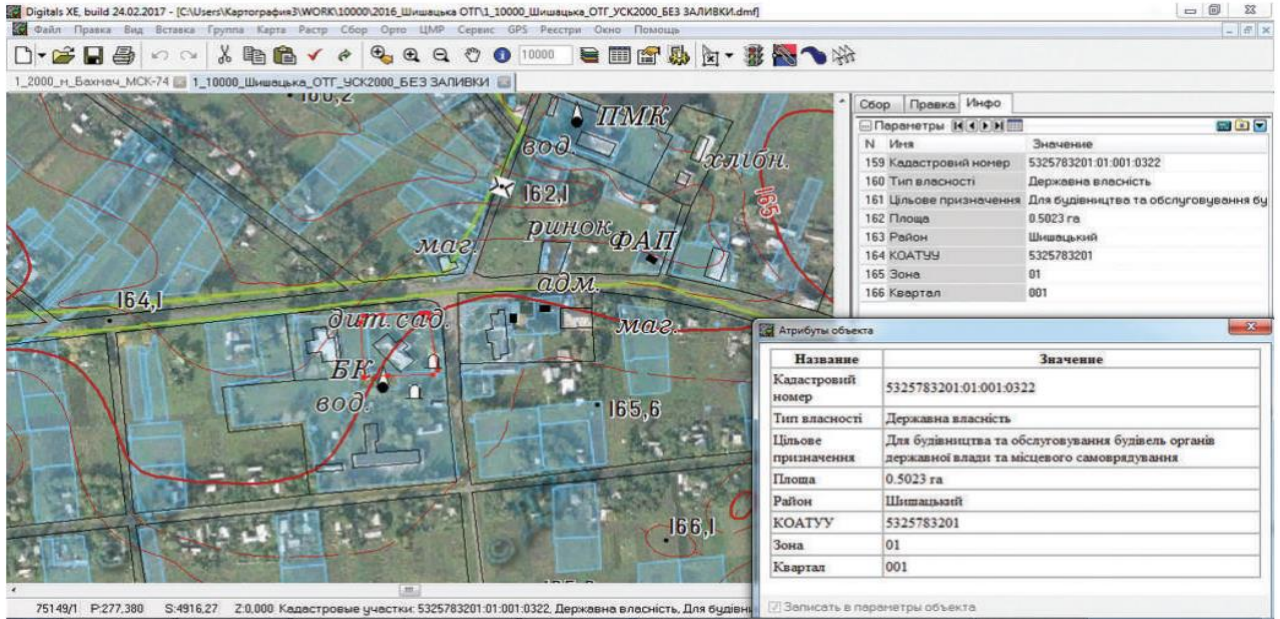 Digitals XE, build 24.02.2017 - [C:\Users\Картография3\WORK\10000\2016_Шишацька ОТГ\1_10000_Шишацька_ОТГ_УСК2000_БЕЗ ЗАЛИВКИ.dmf]
Файл Правка Вид Вставка Группа Карта Растр Сбор Орто ЦМР Сервис GPS Реестри Окно Помощь
10000
1_2000_м_Бахмач_МСК-74 1_10000_Шишацька_ОТГ_УСК2000_БЕЗ ЗАЛИВКИ
160,2
ПМК
вод.
хлібн.
162,1
165
ринок
ФАП
маг.
адм.
164,1
дит.сад.
маг.
БК
вод.
165,6
166,1
Сбор Правка Инфо
Параметры
N Имя Значение
159 Кадастровий номер 5325783201:01:001:0322
160 Тип власності Державна власність
161 Цільове призначення Для будівництва та обслуговування бу
162 Площа 0.5023 га
163 Район Шишацький
164 КОАТУУ 5325783201
165 Зона 01
166 Квартал 001
Атрибуты объекта
Название Значение
Кадастровий
номер
5325783201:01:001:0322
Тип власності Державна власність
Цільове
призначення
Для будівництва та обслуговування будівель органів
державної влади та місцевого самоврядування
Площа 0.5023 га
Район Шишацький
КОАТУУ 5325783201
Зона 01
Квартал 001
Записать в параметры объекта
75149/1 P:277,380 S:4916,27 Z:0,000 Кадастровые участки: 5325783201:01:001:0322, Державна власність, Для будівни